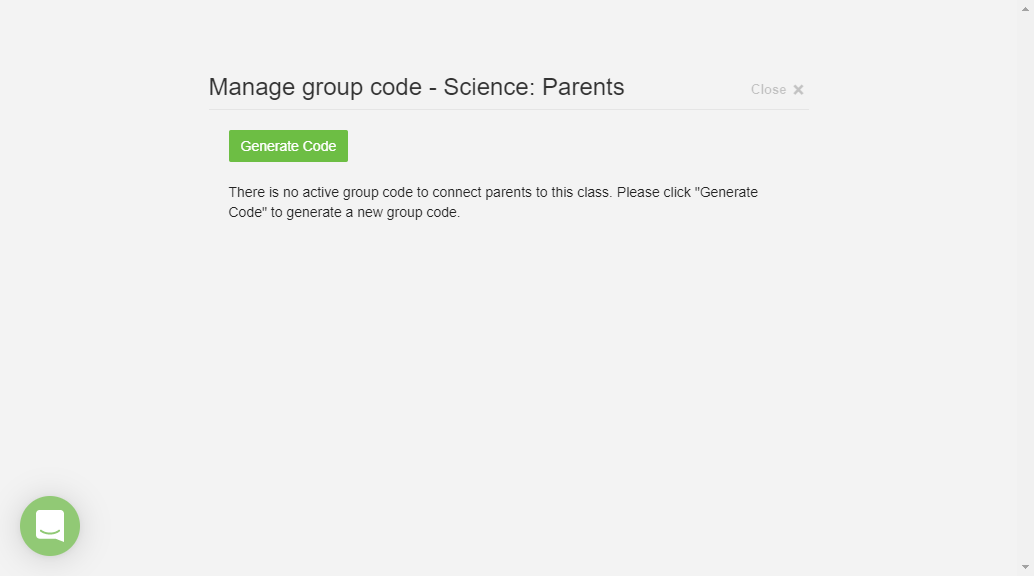 Manage group code - Science: Parents
Close ×
Generate Code
There is no active group code to connect parents to this class. Please click "Generate
Code" to generate a new group code.